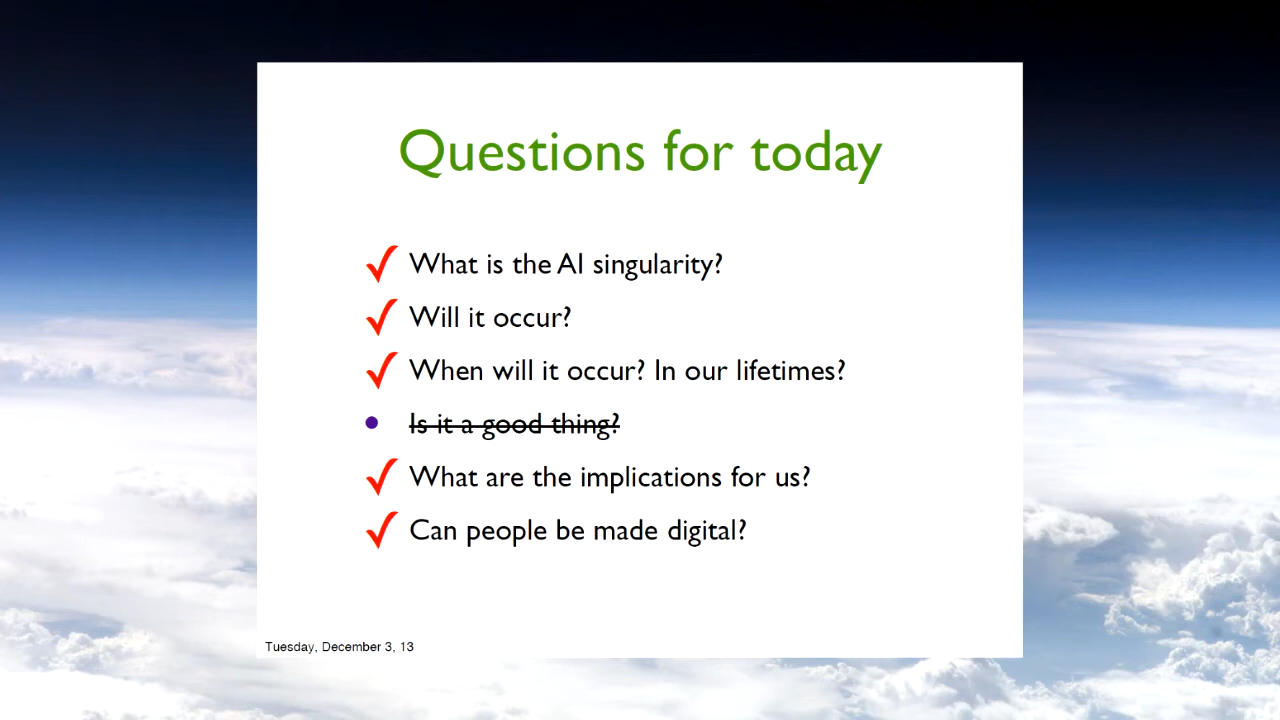 Questions for today
What is the AI singularity?
Will it occur?
When will it occur? In our lifetimes?
Is it a good thing?
What are the implications for us?
Can people be made digital?
Tuesday, December 3, 13